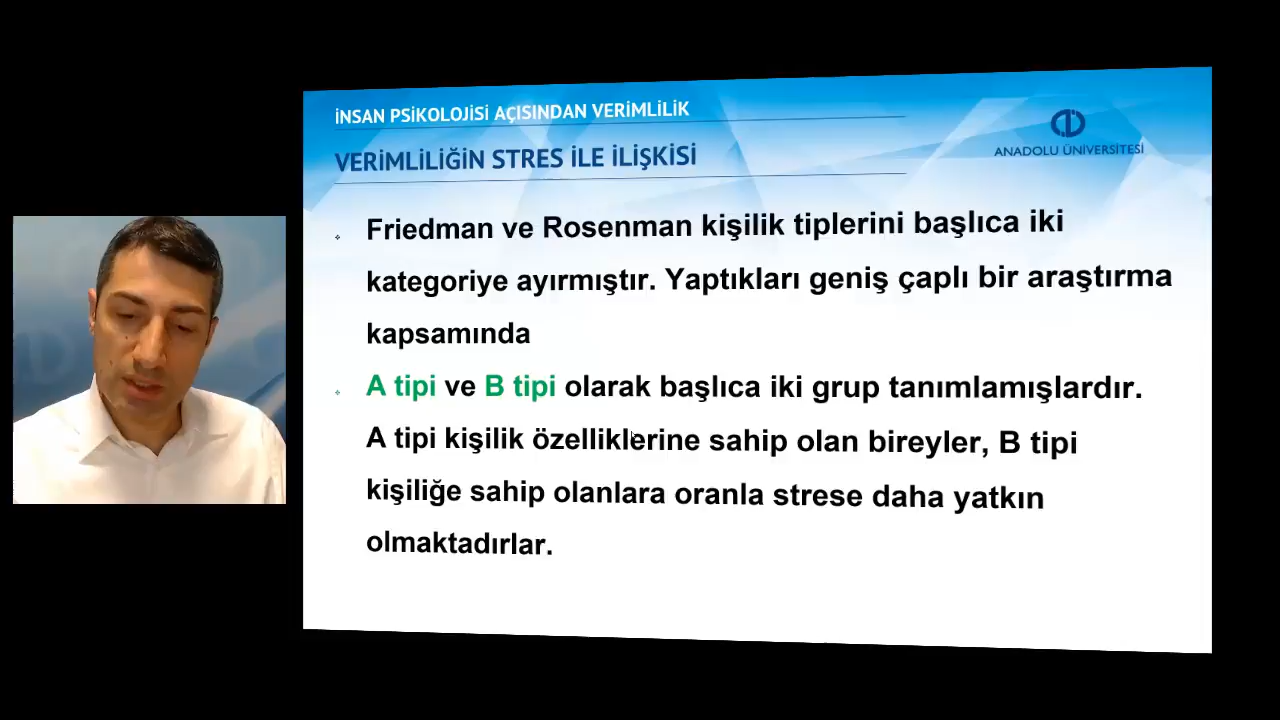 İNSAN PSİKOLOJİSİ AÇISINDAN VERİMLİLİK
VERİMLİLİĞİN STRES İLE İLİŞKİSİ
ANADOLU ÜNİVERSİTESİ
Friedman ve Rosenman kişilik tiplerini başlıca iki
kategoriye ayırmıştır. Yaptıkları geniş çaplı bir araştırma
kapsamında
A tipi ve B tipi olarak başlıca iki grup tanımlamışlardır.
A tipi kişilik özelliklerine sahip olan bireyler, B tipi
kişiliğe sahip olanlara oranla strese daha yatkın
olmaktadırlar.